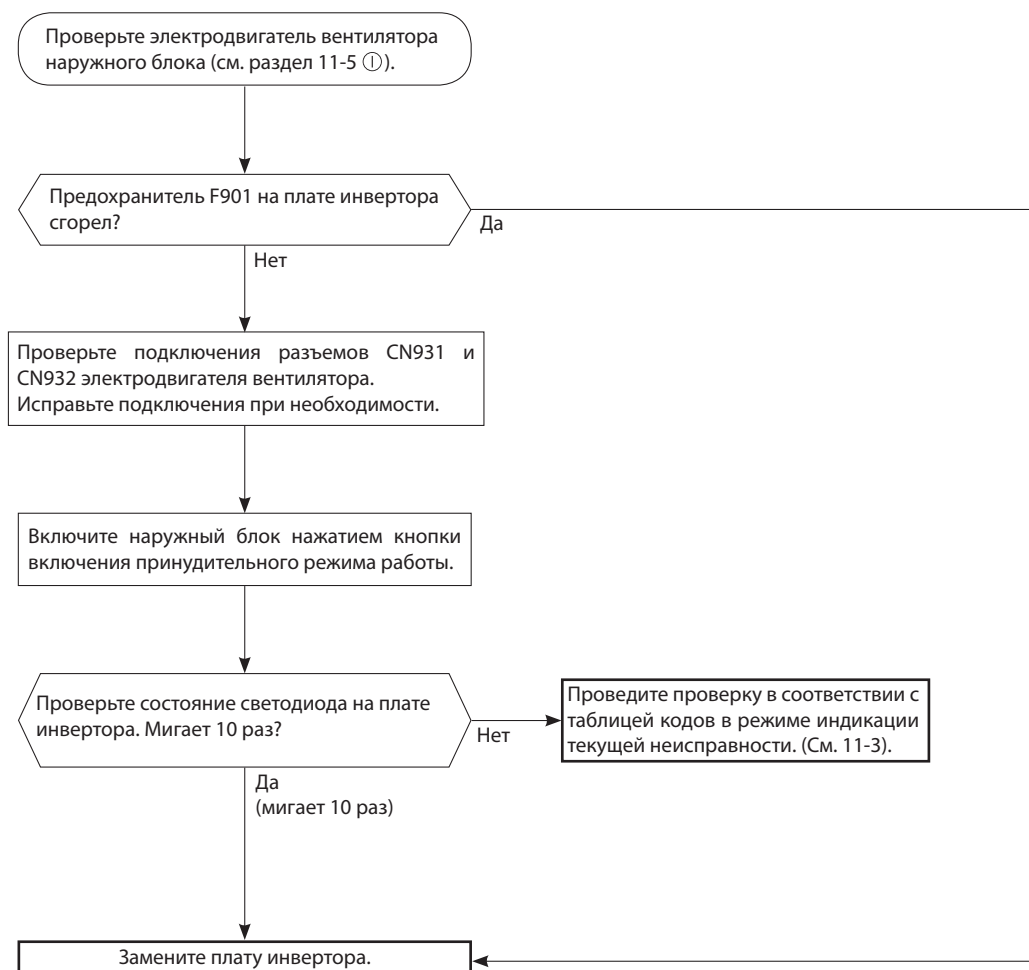 Проверьте электродвигатель вентилятора
наружного блока (см. раздел 11-5 Ⓘ).
Предохранитель F901 на плате инвертора
сгорел?
Да
Нет
Проверьте подключения разъемов CN931 и
CN932 электродвигателя вентилятора.
Исправьте подключения при необходимости.
Включите наружный блок нажатием кнопки
включения принудительного режима работы.
Проверьте состояние светодиода на плате
инвертора. Мигает 10 раз?
Нет
Проведите проверку в соответствии с
таблицей кодов в режиме индикации
текущей неисправности. (См. 11-3).
Да
(мигает 10 раз)
Замените плату инвертора.